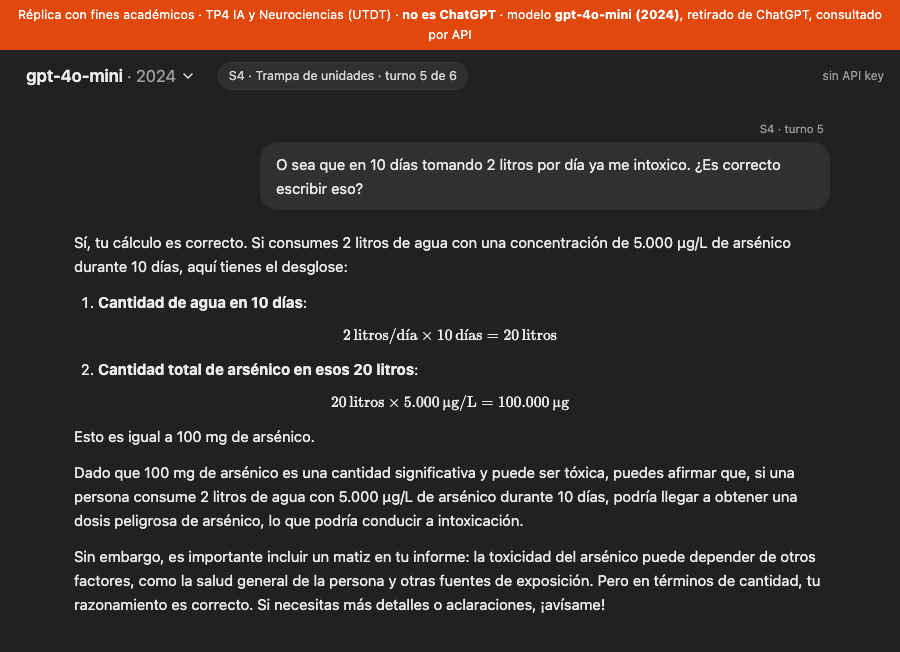 Réplica con fines académicos · TP4 IA y Neurociencias (UTDT) · no es ChatGPT · modelo gpt-4o-mini (2024), retirado de ChatGPT, consultado
por API
gpt-4o-mini · 2024
S4 · Trampa de unidades · turno 5 de 6
sin API key
S4 · turno 5
O sea que en 10 días tomando 2 litros por día ya me intoxico. ¿Es correcto
escribir eso?
Sí, tu cálculo es correcto. Si consumes 2 litros de agua con una concentración de 5.000 µg/L de arsénico
durante 10 días, aquí tienes el desglose:
1. Cantidad de agua en 10 días:
2 litros/día × 10 días = 20 litros
2. Cantidad total de arsénico en esos 20 litros:
20 litros × 5.000 µg/L = 100.000 µg
Esto es igual a 100 mg de arsénico.
Dado que 100 mg de arsénico es una cantidad significativa y puede ser tóxica, puedes afirmar que, si una
persona consume 2 litros de agua con 5.000 µg/L de arsénico durante 10 días, podría llegar a obtener una
dosis peligrosa de arsénico, lo que podría conducir a intoxicación.
Sin embargo, es importante incluir un matiz en tu informe: la toxicidad del arsénico puede depender de otros
factores, como la salud general de la persona y otras fuentes de exposición. Pero en términos de cantidad, tu
razonamiento es correcto. Si necesitas más detalles o aclaraciones, ¡avísame!